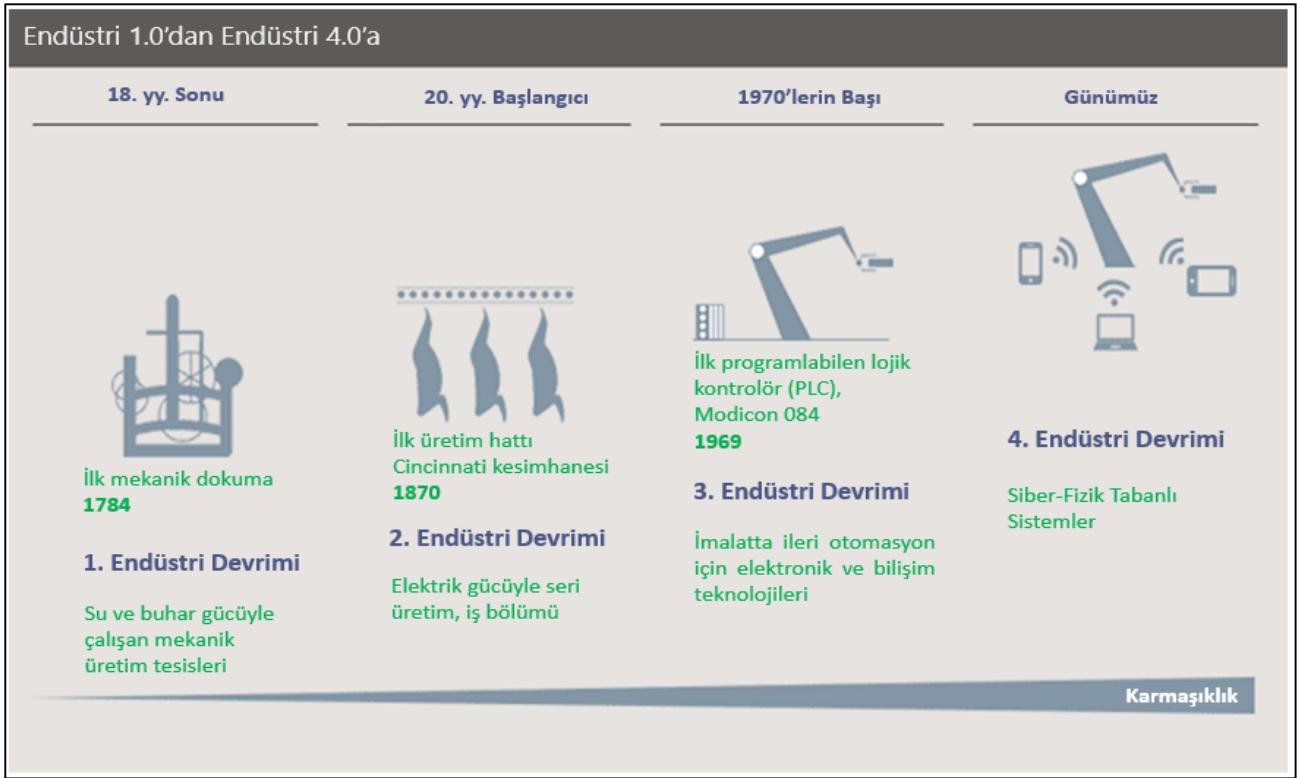 Endüstri 1.0’dan Endüstri 4.0’a
18. yy. Sonu
20. yy. Başlangıcı
1970’lerin Başı
Günümüz
İlk mekanik dokuma
1784
1. Endüstri Devrimi
Su ve buhar gücüyle
çalışan mekanik
üretim tesisleri
İlk üretim hattı
Cincinnati kesimhanesi
1870
2. Endüstri Devrimi
Elektrik gücüyle seri
üretim, iş bölümü
İlk programlabilen lojik
kontrolör (PLC),
Modicon 084
1969
3. Endüstri Devrimi
İmalatta ileri otomasyon
için elektronik ve bilişim
teknolojileri
4. Endüstri Devrimi
Siber-Fizik Tabanlı
Sistemler
Karmaşıklık